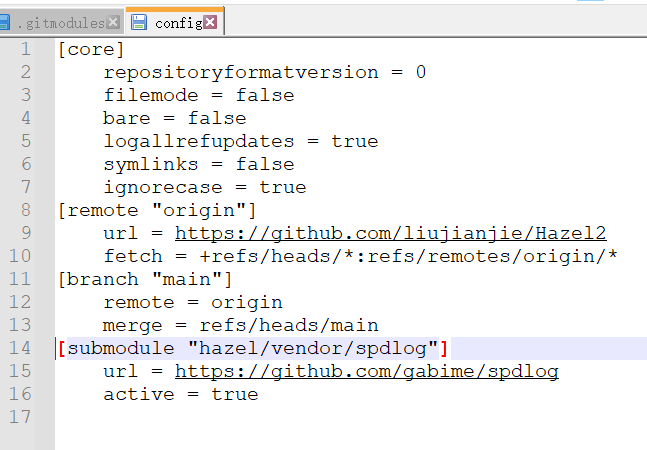 .gitmodules config
1 [core]
2 repositoryformatversion = 0
3 filemode = false
4 bare = false
5 logallrefupdates = true
6 symlinks = false
7 ignorecase = true
8 [remote "origin"]
9 url = https://github.com/liujianjie/Hazel2
10 fetch = +refs/heads/*:refs/remotes/origin/*
11 [branch "main"]
12 remote = origin
13 merge = refs/heads/main
14 [submodule "hazel/vendor/spdlog"]
15 url = https://github.com/gabime/spdlog
16 active = true
17